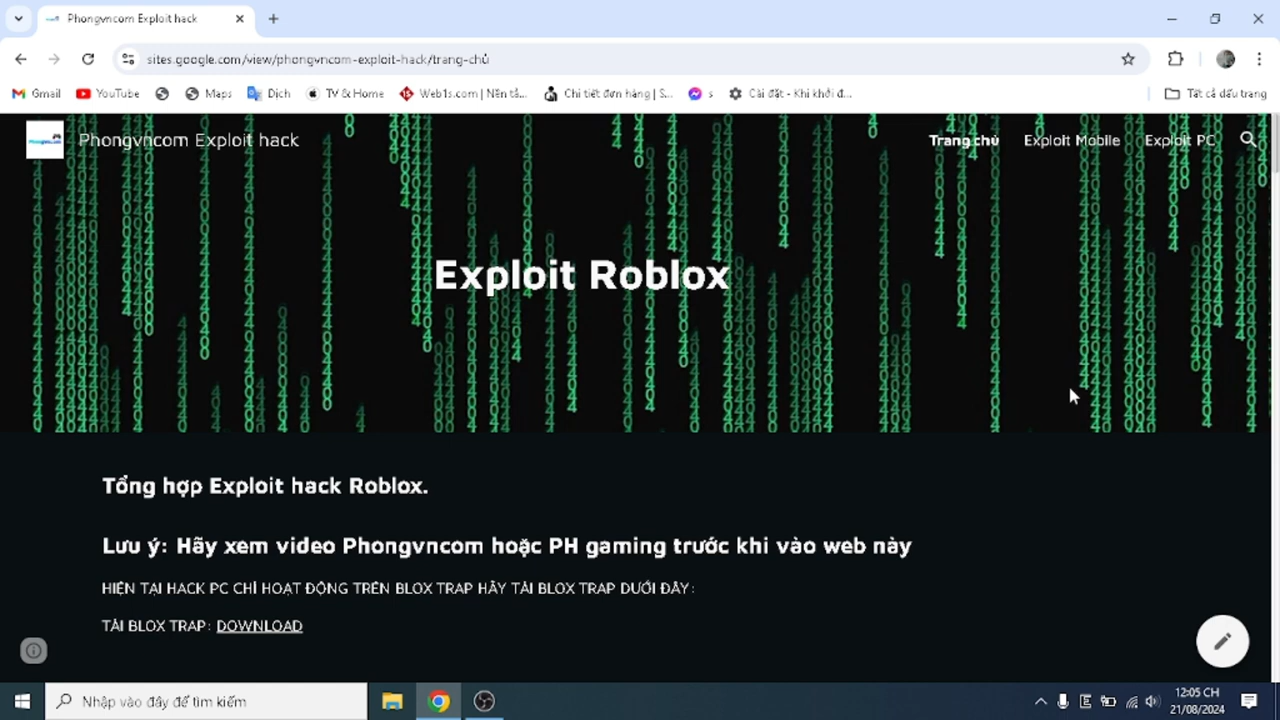 Phongvncom Exploit hack
sites.google.com/view/phongvncom-exploit-hack/trang-chủ
Gmail YouTube Maps Dịch TV & Home Web1s.com | Nền tả... Chi tiết đơn hàng | S... s Cài đặt - Khi khởi đ... Tất cả dấu trang
Phongvncom Exploit hack Trang chủ Exploit Mobile Exploit PC
Exploit Roblox
Tổng hợp Exploit hack Roblox.
Lưu ý: Hãy xem video Phongvncom hoặc PH gaming trước khi vào web này
HIỆN TẠI HACK PC CHỈ HOẠT ĐỘNG TRÊN BLOX TRAP HÃY TẢI BLOX TRAP DƯỚI ĐÂY:
TẢI BLOX TRAP: DOWNLOAD
Nhập vào đây để tìm kiếm
12:05 CH
21/08/2024